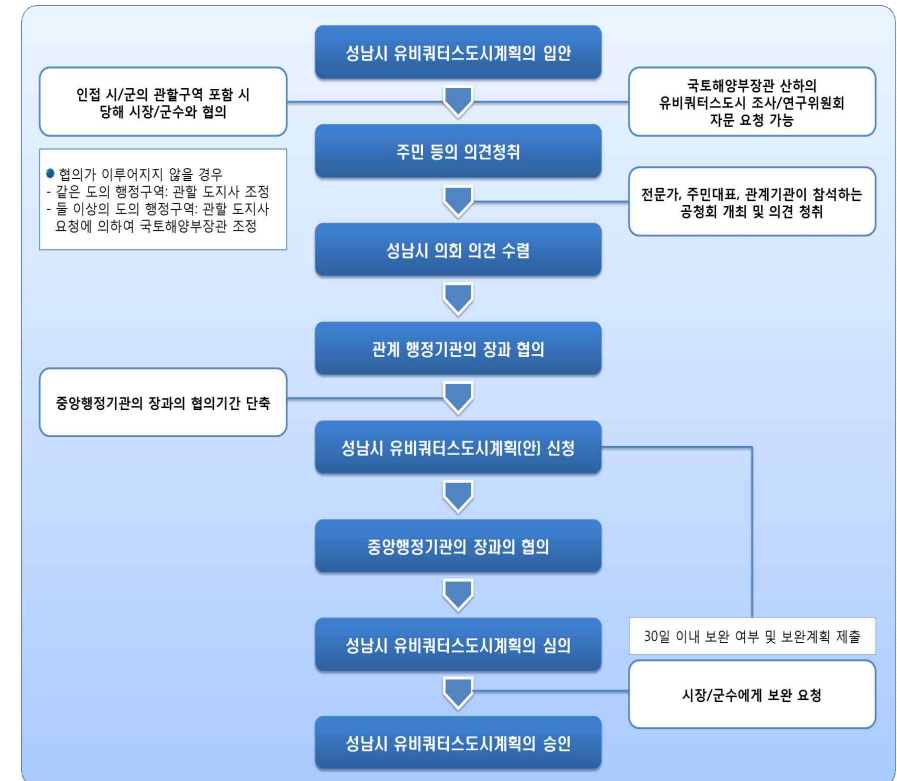 성남시 유비쿼터스도시계획의 입안
인접 시/군의 관할구역 포함 시
당해 시장/군수와 협의
국토해양부장관 산하의
유비쿼터스도시 조사/연구위원회
자문 요청 가능
주민 등의 의견청취
협의가 이루어지지 않을 경우
- 같은 도의 행정구역: 관할 도지사 조정
- 둘 이상의 도의 행정구역: 관할 도지사
요청에 의하여 국토해양부장관 조정
전문가, 주민대표, 관계기관이 참석하는
공청회 개최 및 의견 청취
성남시 의회 의견 수렴
관계 행정기관의 장과 협의
중앙행정기관의 장과의 협의기간 단축
성남시 유비쿼터스도시계획(안) 신청
중앙행정기관의 장과의 협의
성남시 유비쿼터스도시계획의 심의
30일 이내 보완 여부 및 보완계획 제출
시장/군수에게 보완 요청
성남시 유비쿼터스도시계획의 승인